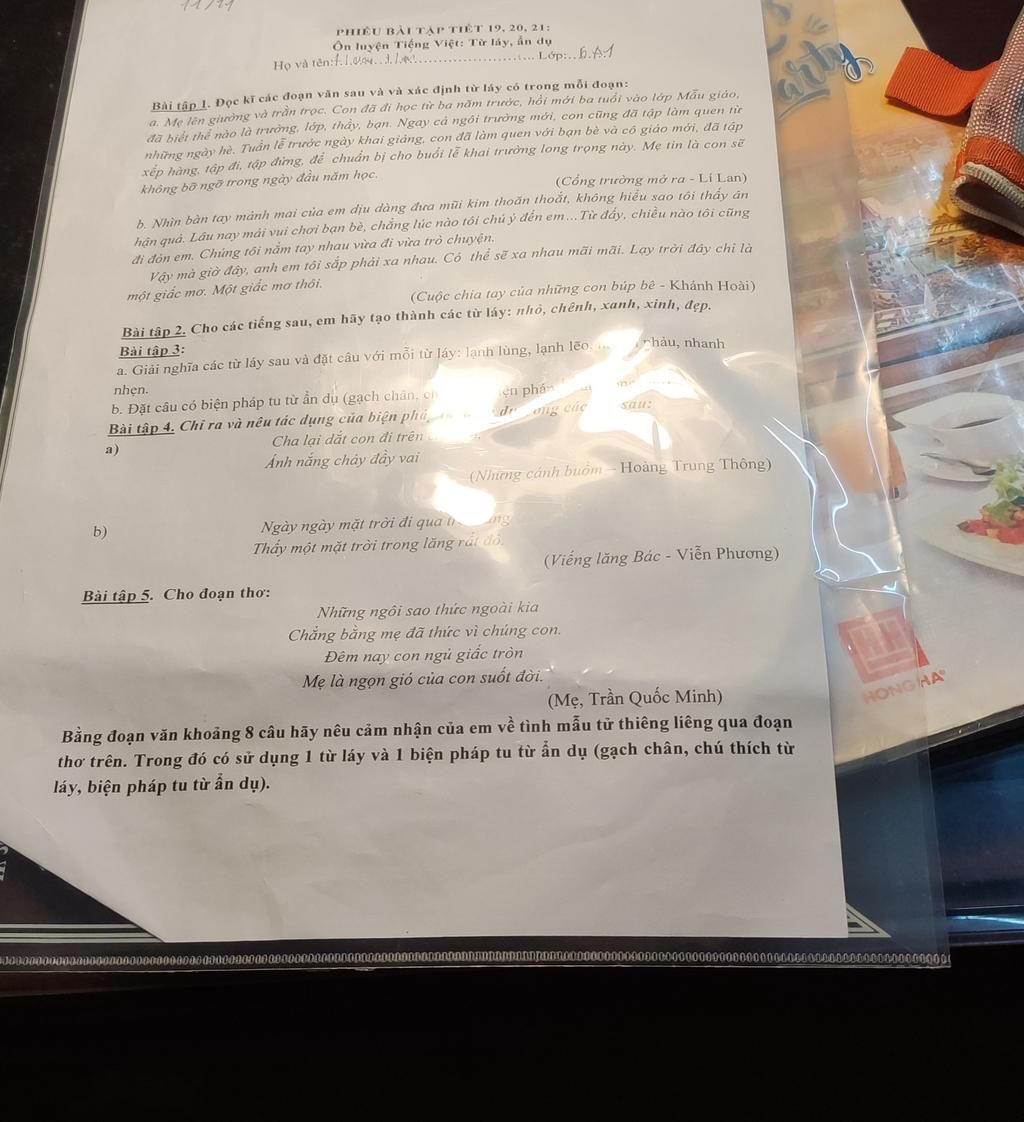 11/11
PHIẾU BÀI TẬP TIẾT 19, 20, 21:
Ôn luyện Tiếng Việt: Từ láy, ẩn dụ
Họ và tên: Lớp: 6A1
Bài tập 1. Đọc kĩ các đoạn văn sau và và xác định từ láy có trong mỗi đoạn:
a. Mẹ lên giường và trằn trọc. Con đã đi học từ ba năm trước, hồi mới ba tuổi vào lớp Mẫu giáo,
đã biết thế nào là trường, lớp, thầy, bạn. Ngay cả ngôi trường mới, con cũng đã tập làm quen từ
những ngày hè. Tuần lễ trước ngày khai giảng, con đã làm quen với bạn bè và cô giáo mới, đã tập
xếp hàng, tập đi, tập đứng, để chuẩn bị cho buổi lễ khai trường long trọng này. Mẹ tin là con sẽ
không bỡ ngỡ trong ngày đầu năm học.
(Cổng trường mở ra - Lí Lan)
b. Nhìn bàn tay mảnh mai của em dịu dàng đưa mũi kim thoăn thoắt, không hiểu sao tôi thấy ân
hận quá. Lâu nay mải vui chơi bạn bè, chẳng lúc nào tôi chú ý đến em…Từ đấy, chiều nào tôi cũng
đi đón em. Chúng tôi nắm tay nhau vừa đi vừa trò chuyện.
Vậy mà giờ đây, anh em tôi sắp phải xa nhau. Có thể sẽ xa nhau mãi mãi. Lạy trời đây chỉ là
một giấc mơ. Một giấc mơ thôi.
(Cuộc chia tay của những con búp bê - Khánh Hoài)
Bài tập 2. Cho các tiếng sau, em hãy tạo thành các từ láy: nhỏ, chênh, xanh, xinh, đẹp.
Bài tập 3:
a. Giải nghĩa các từ láy sau và đặt câu với mỗi từ láy: lạnh lùng, lạnh lẽo, nhảu, nhanh
nhẹn.
b. Đặt câu có biện pháp tu từ ẩn dụ (gạch chân,
Bài tập 4. Chỉ ra và nêu tác dụng của biện các sau:
a) Cha lại dắt con đi trên
Ánh nắng chảy đầy vai
(Những cánh buồm – Hoàng Trung Thông)
b) Ngày ngày mặt trời đi qua
Thấy một mặt trời trong lăng rất đỏ.
(Viếng lăng Bác - Viễn Phương)
Bài tập 5. Cho đoạn thơ:
Những ngôi sao thức ngoài kia
Chẳng bằng mẹ đã thức vì chúng con.
Đêm nay con ngủ giấc tròn
Mẹ là ngọn gió của con suốt đời.
(Mẹ, Trần Quốc Minh)
Bằng đoạn văn khoảng 8 câu hãy nêu cảm nhận của em về tình mẫu tử thiêng liêng qua đoạn
thơ trên. Trong đó có sử dụng 1 từ láy và 1 biện pháp tu từ ẩn dụ (gạch chân, chú thích từ
láy, biện pháp tu từ ẩn dụ).
HONG HA